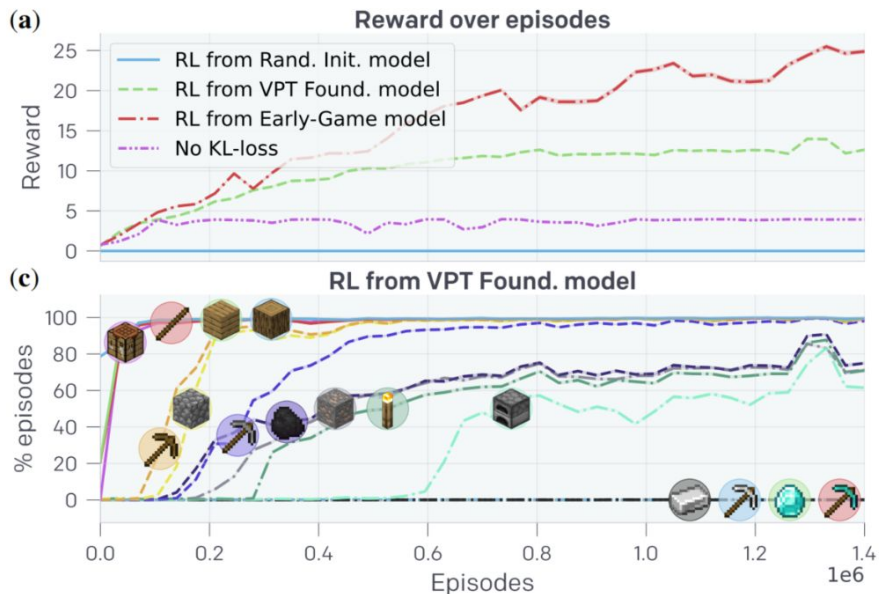 (a)
Reward over episodes
25
20
15
10
5
0
Reward
RL from Rand. Init. model
RL from VPT Found. model
RL from Early-Game model
No KL-loss
(c)
RL from VPT Found. model
100
80
60
40
20
0
% episodes
0.0 0.2 0.4 0.6 0.8 1.0 1.2 1.4
1e6
Episodes